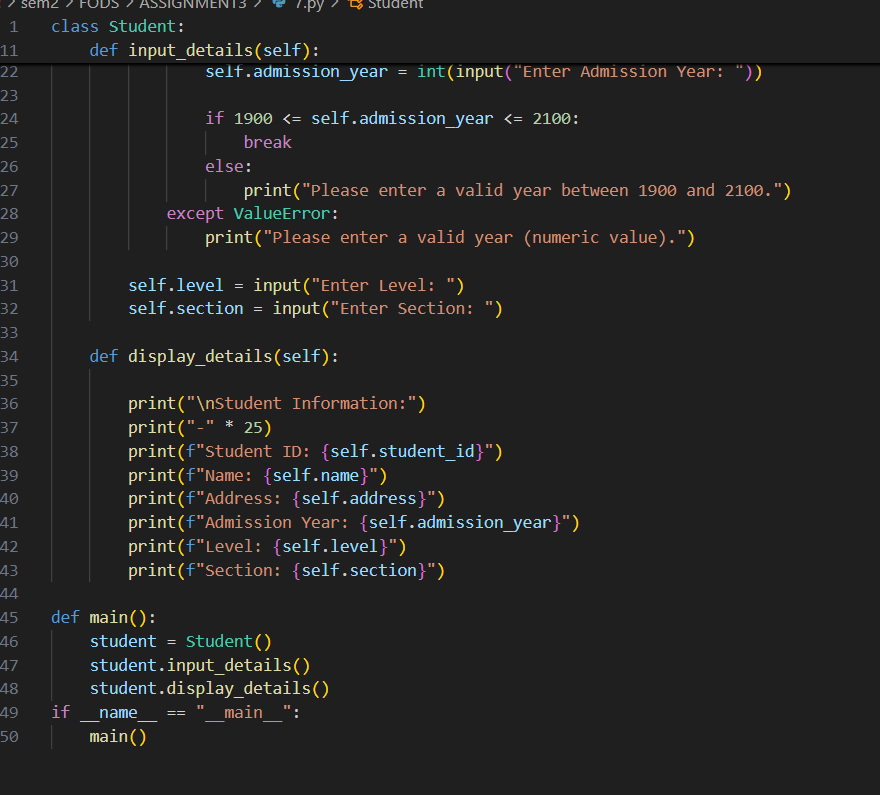 sem2 > FODS > ASSIGNMENT3 > 7.py > Student
1 class Student:
11     def input_details(self):
22                 self.admission_year = int(input("Enter Admission Year: "))
23
24                 if 1900 <= self.admission_year <= 2100:
25                     break
26                 else:
27                     print("Please enter a valid year between 1900 and 2100.")
28             except ValueError:
29                 print("Please enter a valid year (numeric value).")
30
31         self.level = input("Enter Level: ")
32         self.section = input("Enter Section: ")
33
34     def display_details(self):
35
36         print("\nStudent Information:")
37         print("-" * 25)
38         print(f"Student ID: {self.student_id}")
39         print(f"Name: {self.name}")
40         print(f"Address: {self.address}")
41         print(f"Admission Year: {self.admission_year}")
42         print(f"Level: {self.level}")
43         print(f"Section: {self.section}")
44
45 def main():
46     student = Student()
47     student.input_details()
48     student.display_details()
49 if __name__ == "__main__":
50     main()